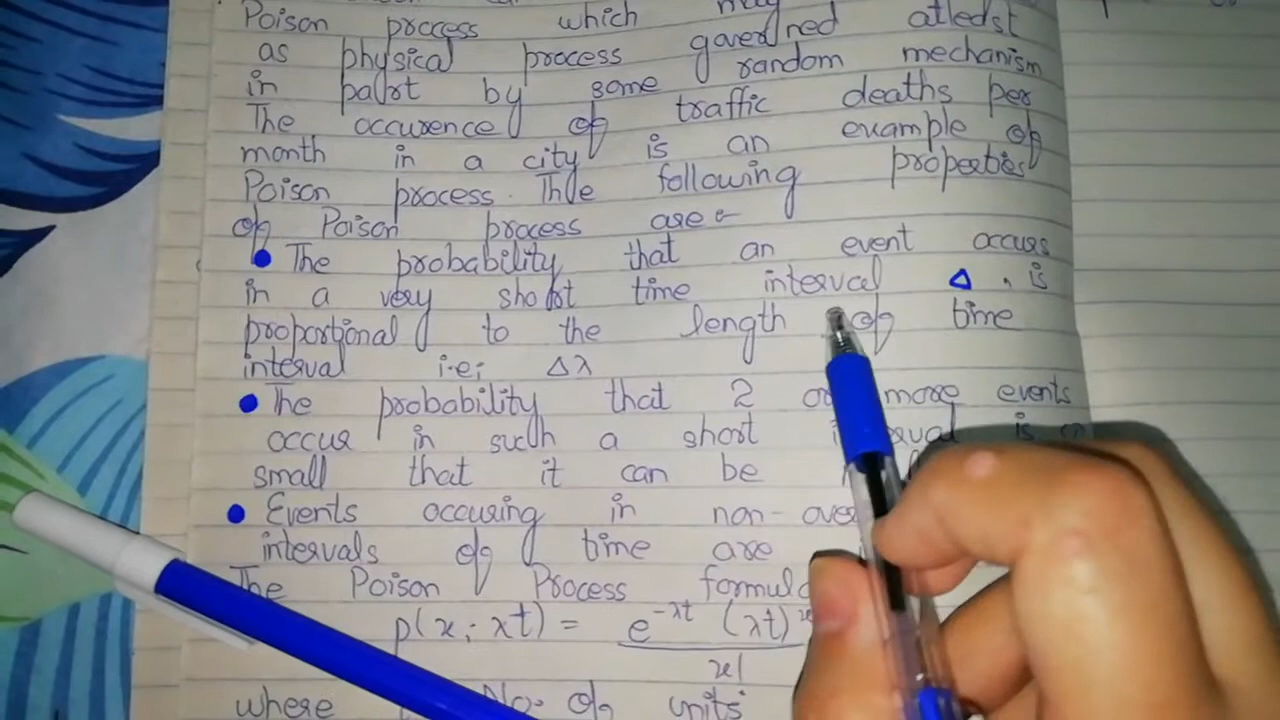 Poison process which may
as physical process governed atledst
in part by some random mechanism
The occurence of traffic deaths per
month in a city is an example of
Poison process. The following properties
of Poison process are
• The probability that an event occurs
in a very short time interval Δ, is
proportional to the length of time
interval i.e; Δλ
• The probability that 2 or more events
occur in such a short is
small that it can be
• Events occuring in non-
intervals of time are
The Poison Process formula
p(x; λt) = e^-λt (λt)^x
x!
where No. of units